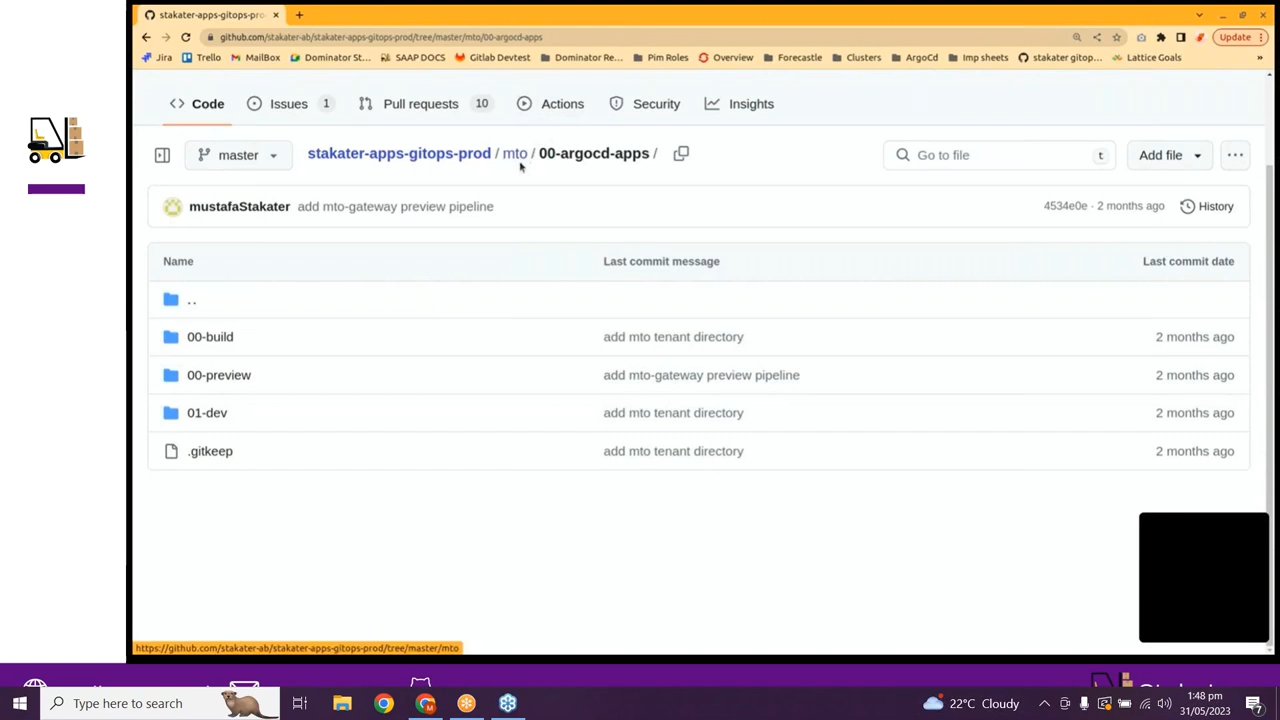 stakater-apps-gitops-pro
github.com/stakater-ab/stakater-apps-gitops-prod/tree/master/mto/00-argocd-apps
Update
Jira
Trello
MailBox
Dominator St...
SAAP DOCS
Gitlab Devtest
Dominator Re...
Pim Roles
Overview
Forecastle
Clusters
ArgoCd
Imp sheets
stakater gitop...
Lattice Goals
»
Code
Issues 1
Pull requests 10
Actions
Security
Insights
master
stakater-apps-gitops-prod / mto / 00-argocd-apps /
Go to file t
Add file
mustafaStakater add mto-gateway preview pipeline
4534e0e · 2 months ago
History
Name Last commit message Last commit date
..
00-build add mto tenant directory 2 months ago
00-preview add mto-gateway preview pipeline 2 months ago
01-dev add mto tenant directory 2 months ago
.gitkeep add mto tenant directory 2 months ago
https://github.com/stakater-ab/stakater-apps-gitops-prod/tree/master/mto
Type here to search
22°C Cloudy
1:48 pm
31/05/2023
7